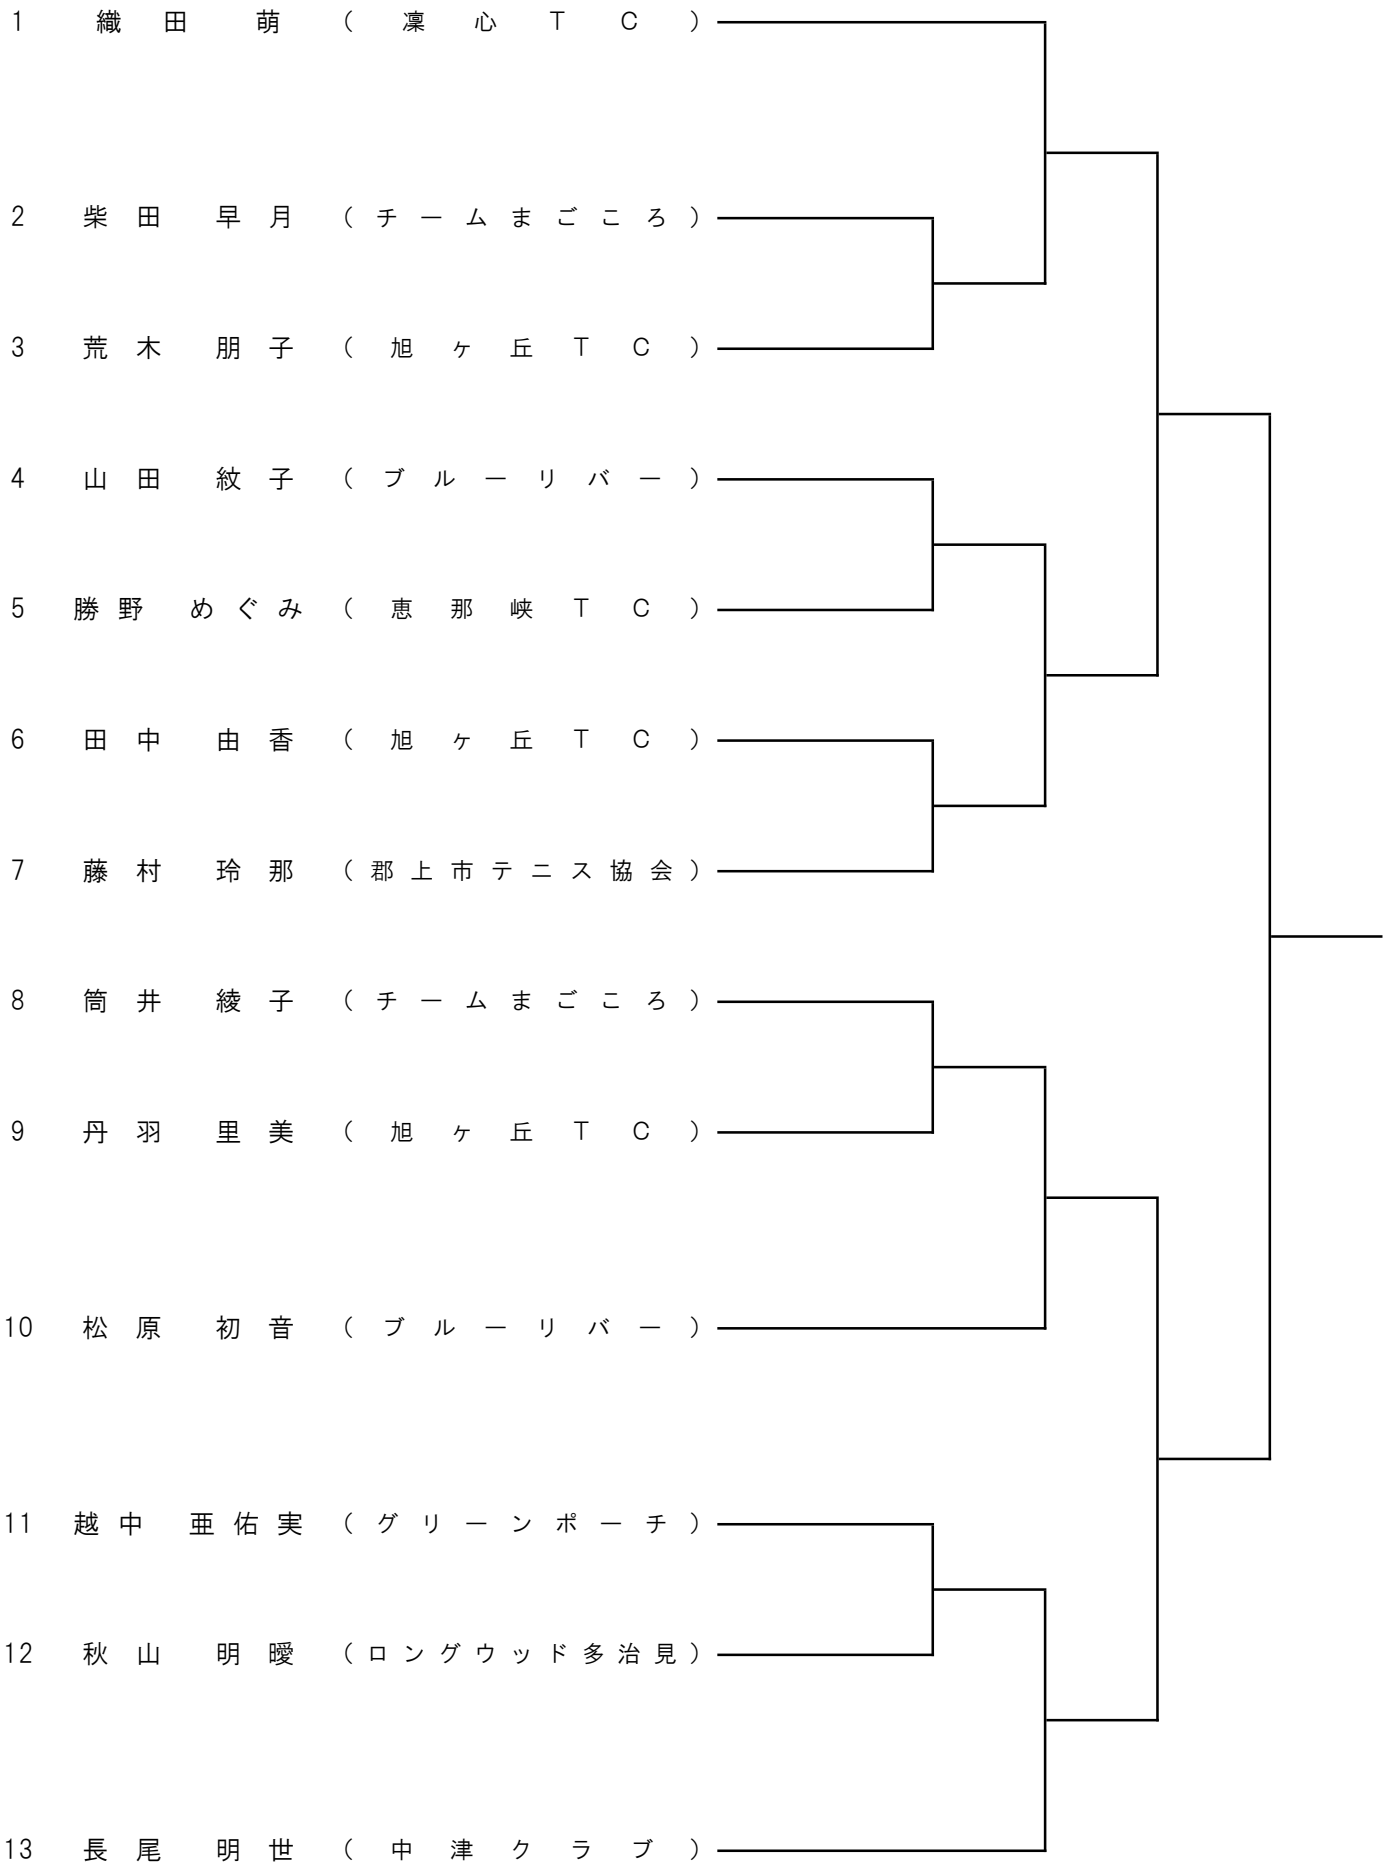 1 織田 萌 (凜心TC)
2 柴田 早月 (チームまごころ)
3 荒木 朋子 (旭ヶ丘TC)
4 山田 紋子 (ブルーリバー)
5 勝野 めぐみ (恵那峡TC)
6 田中 由香 (旭ヶ丘TC)
7 藤村 玲那 (郡上市テニス協会)
8 筒井 綾子 (チームまごころ)
9 丹羽 里美 (旭ヶ丘TC)
10 松原 初音 (ブルーリバー)
11 越中 亜佑実 (グリーンポーチ)
12 秋山 明曖 (ロングウッド多治見)
13 長尾 明世 (中津クラブ)